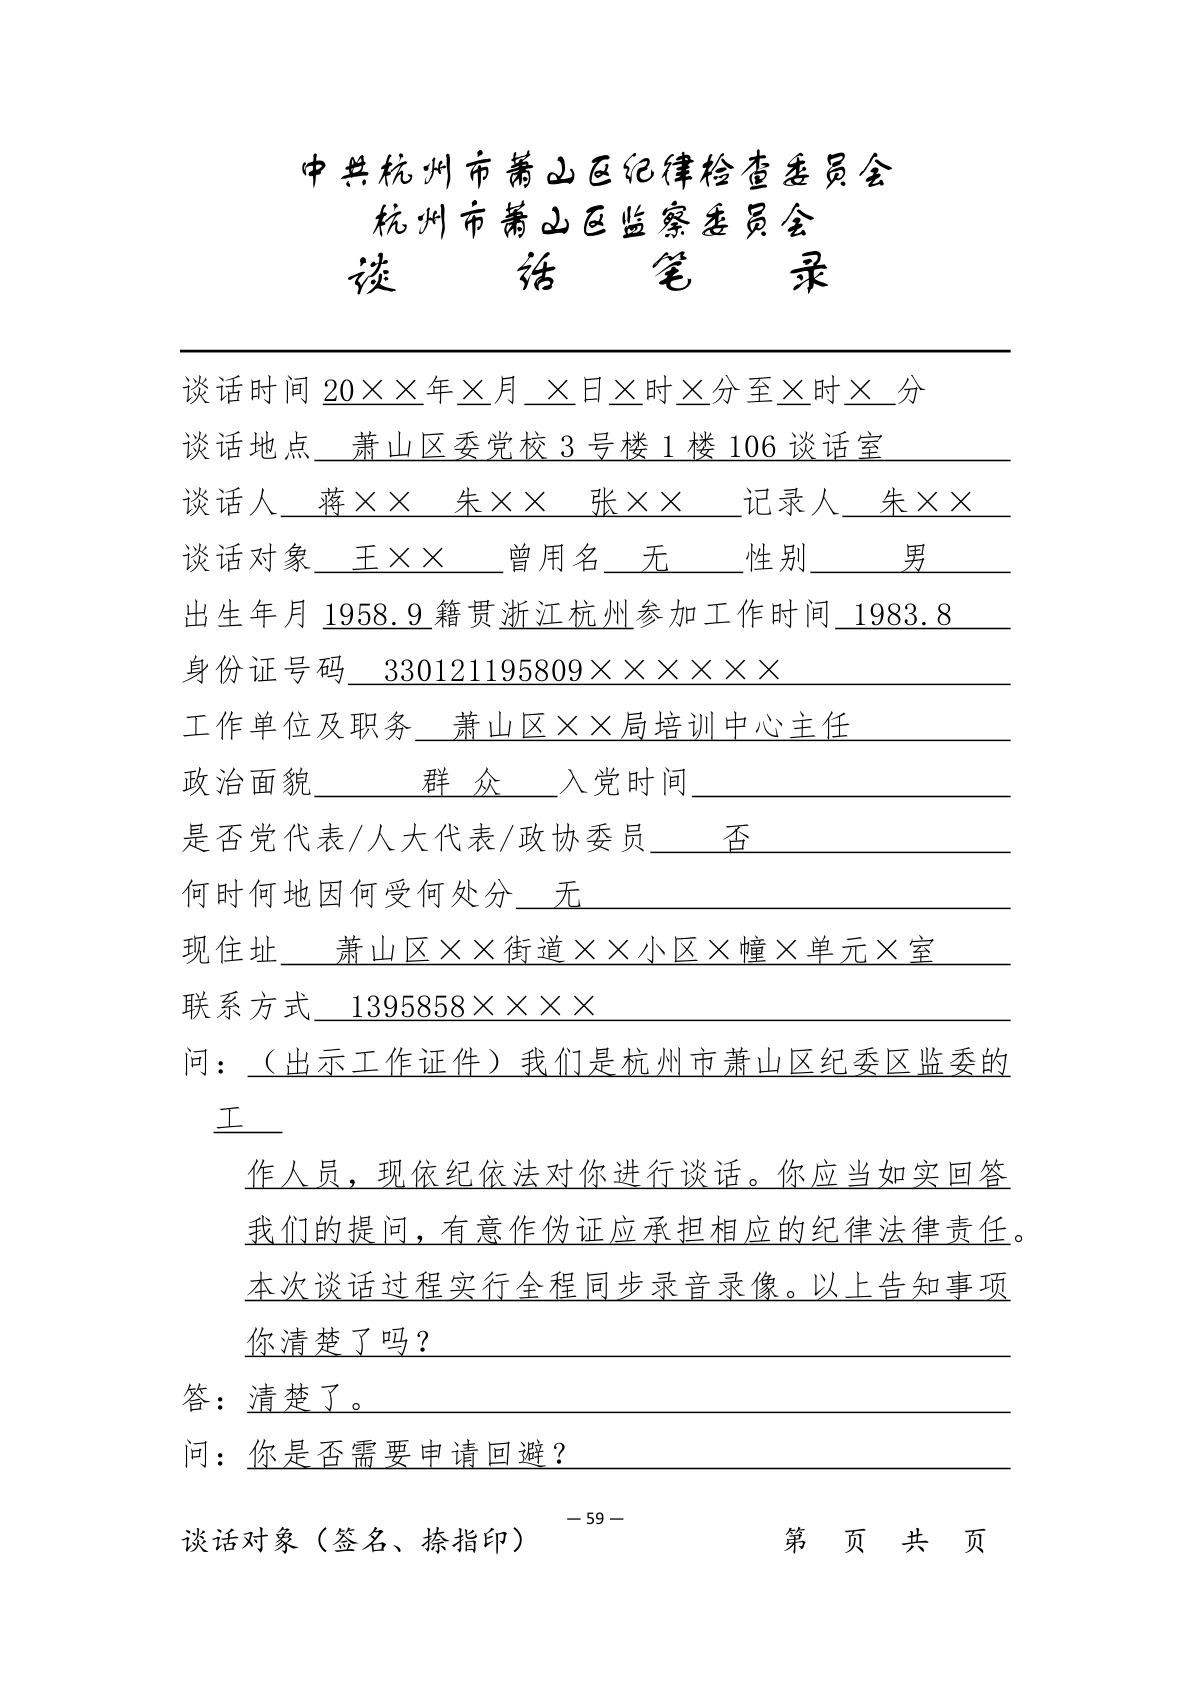 中共杭州市萧山区纪律检查委员会
杭州市萧山区监察委员会
谈 话 笔 录
谈话时间 20××年×月 ×日×时×分至×时× 分
谈话地点 萧山区委党校 3 号楼 1 楼 106 谈话室
谈话人 蒋×× 朱×× 张×× 记录人 朱××
谈话对象 王×× 曾用名 无 性别 男
出生年月 1958.9 籍贯浙江杭州参加工作时间 1983.8
身份证号码 330121195809××××××
工作单位及职务 萧山区××局培训中心主任
政治面貌 群 众 入党时间
是否党代表/人大代表/政协委员 否
何时何地因何受何处分 无
现住址 萧山区××街道××小区×幢×单元×室
联系方式 1395858××××
问:（出示工作证件）我们是杭州市萧山区纪委区监委的
工
作人员，现依纪依法对你进行谈话。你应当如实回答
我们的提问，有意作伪证应承担相应的纪律法律责任。
本次谈话过程实行全程同步录音录像。以上告知事项
你清楚了吗？
答：清楚了。
问：你是否需要申请回避？
— 59 —
谈话对象（签名、捺指印） 第 页 共 页